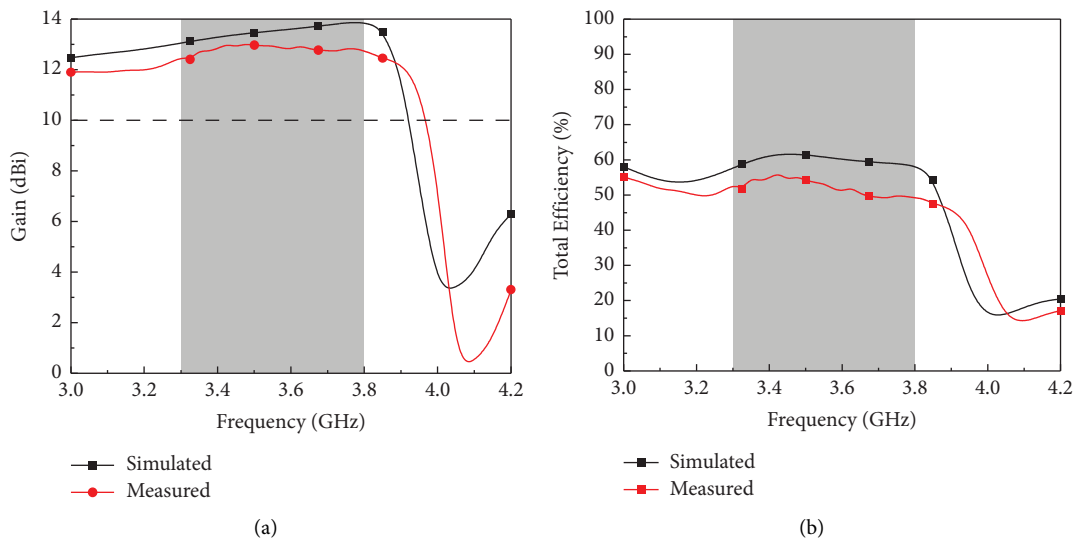 14
12
10
8
6
4
2
0
Gain (dBi)
3.0 3.2 3.4 3.6 3.8 4.0 4.2
Frequency (GHz)
Simulated
Measured
(a)
100
90
80
70
60
50
40
30
20
10
0
Total Efficiency (%)
3.0 3.2 3.4 3.6 3.8 4.0 4.2
Frequency (GHz)
Simulated
Measured
(b)